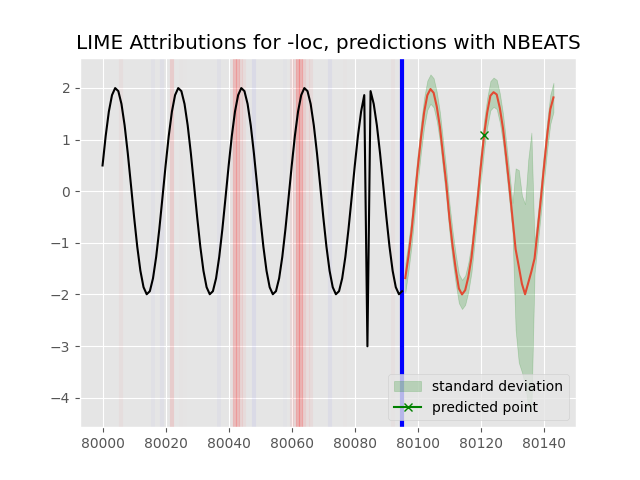 LIME Attributions for -loc, predictions with NBEATS
2
1
0
−1
−2
−3
−4
standard deviation
predicted point
80000 80020 80040 80060 80080 80100 80120 80140